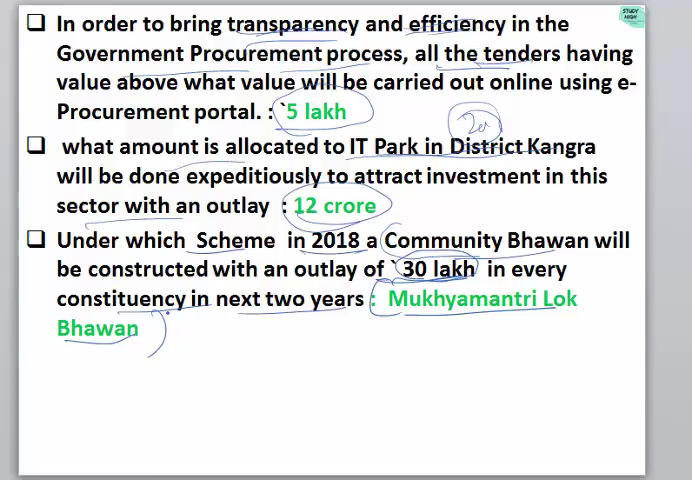 STUDY
❑ In order to bring transparency and efficiency in the
Government Procurement process, all the tenders having
value above what value will be carried out online using e-
Procurement portal. : `5 lakh
❑ what amount is allocated to IT Park in District Kangra
will be done expeditiously to attract investment in this
sector with an outlay : 12 crore
❑ Under which Scheme in 2018 a Community Bhawan will
be constructed with an outlay of `30 lakh in every
constituency in next two years : Mukhyamantri Lok
Bhawan